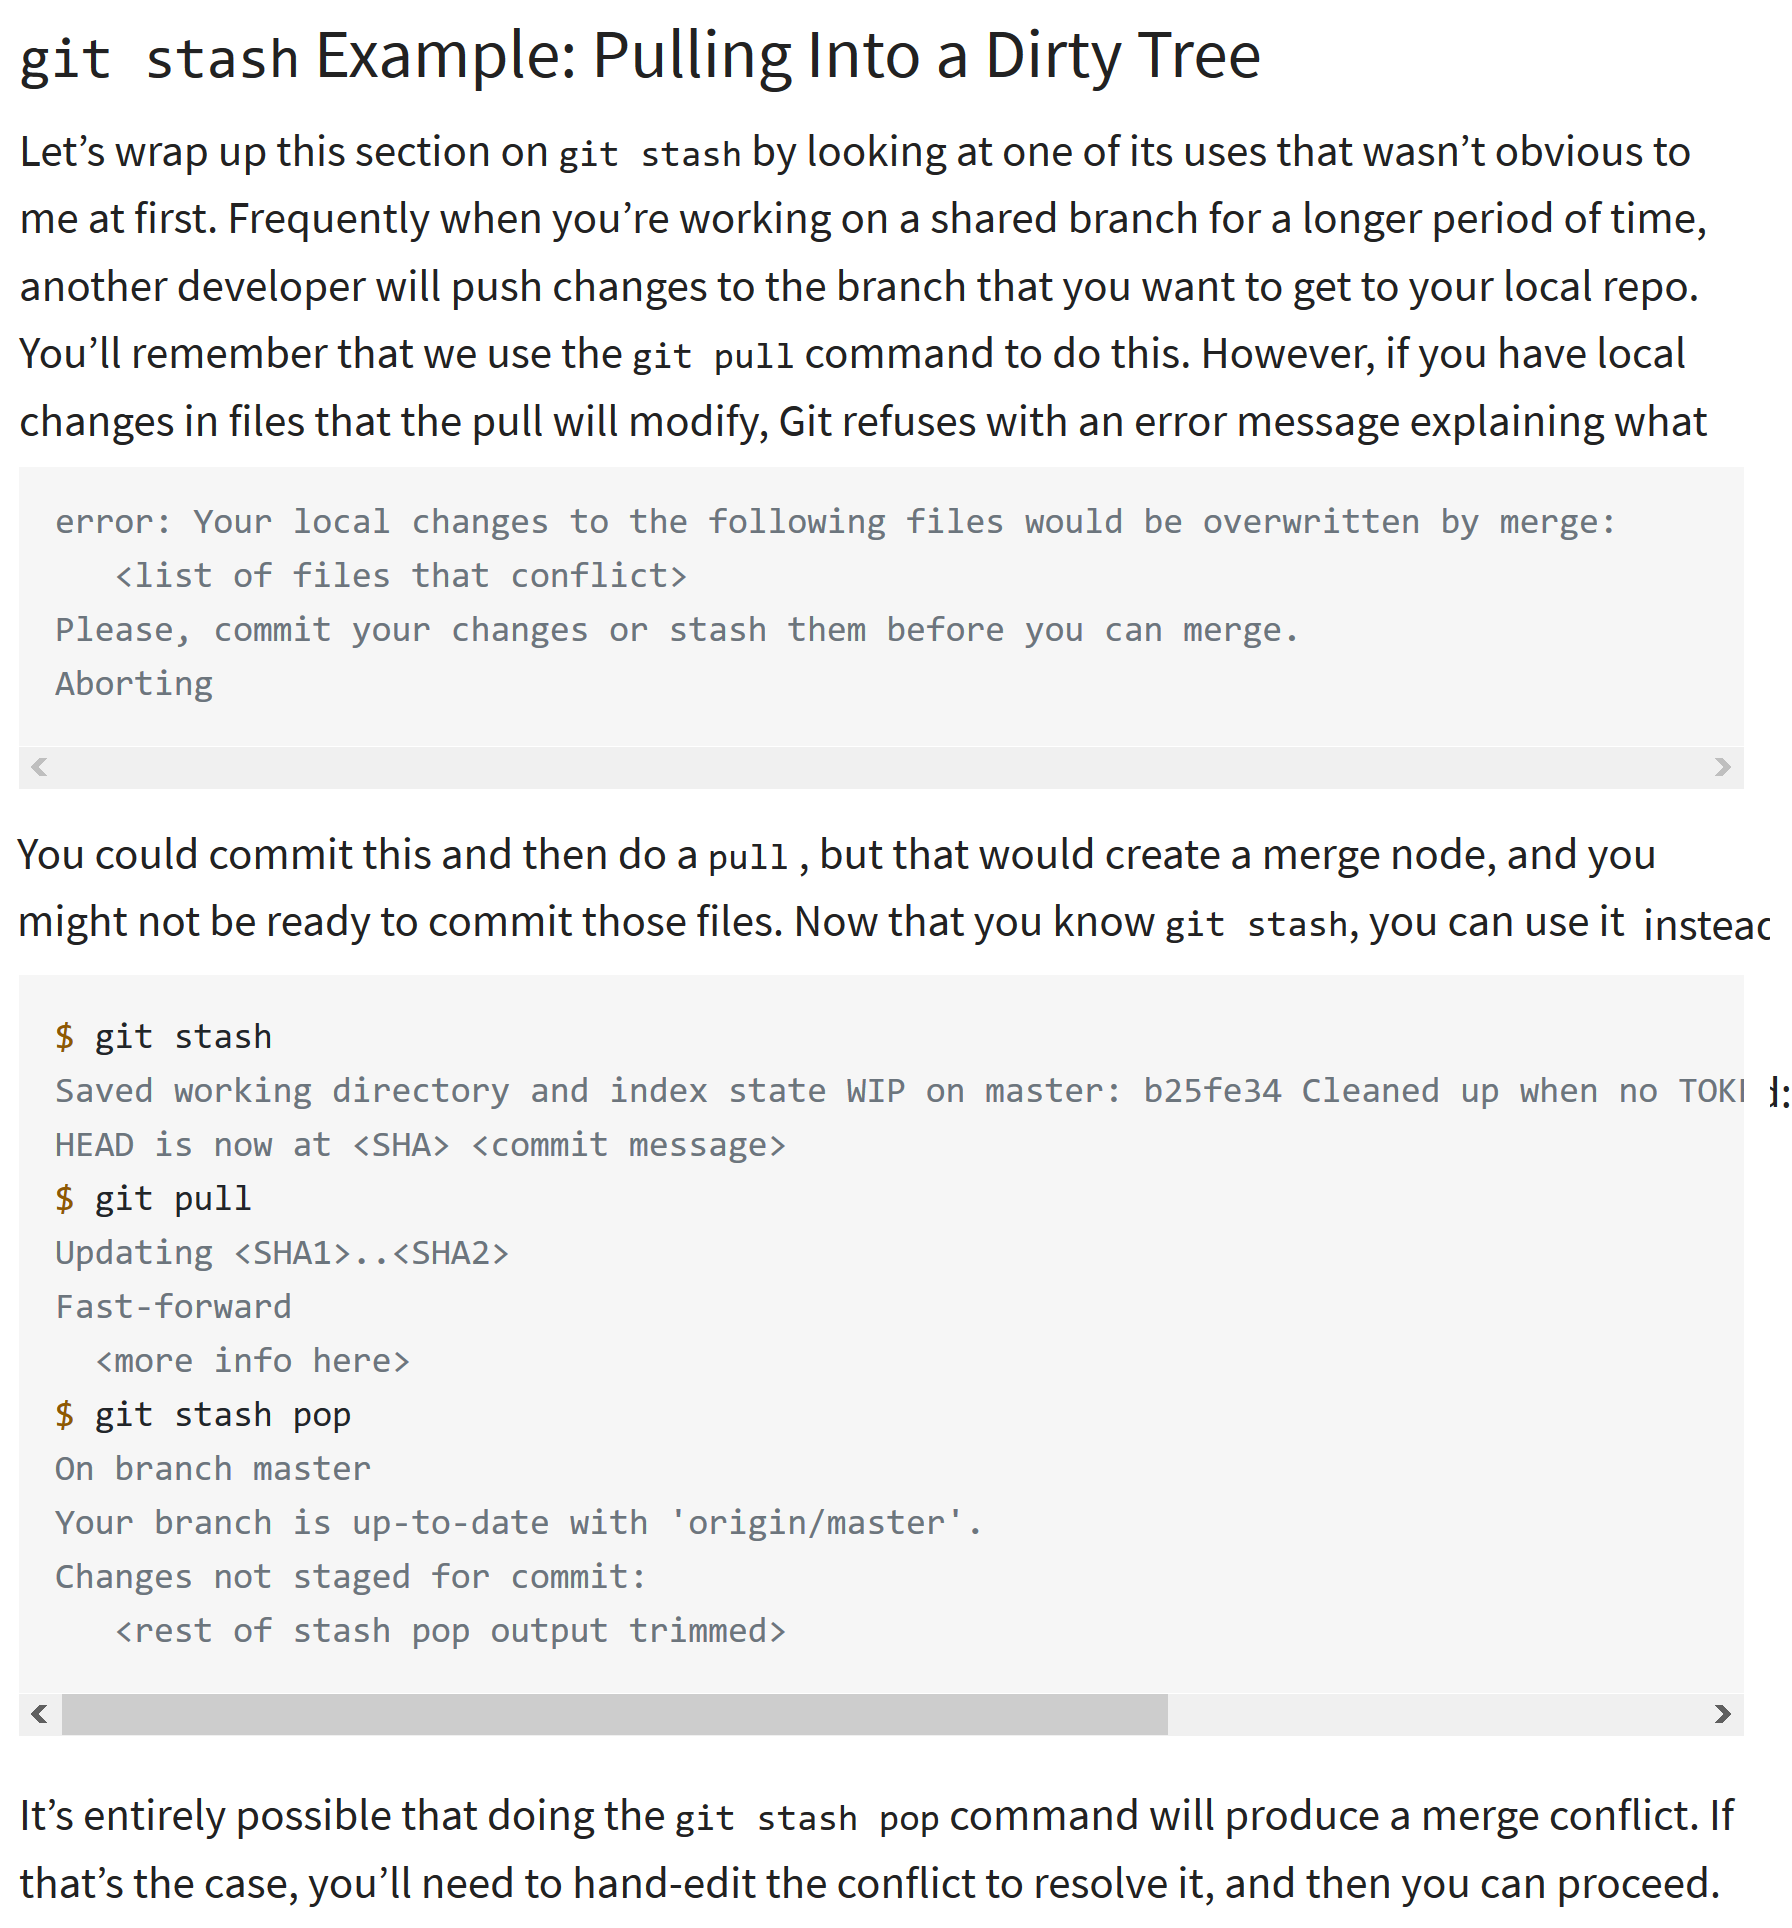 git stash Example: Pulling Into a Dirty Tree
Let’s wrap up this section on git stash by looking at one of its uses that wasn’t obvious to
me at first. Frequently when you’re working on a shared branch for a longer period of time,
another developer will push changes to the branch that you want to get to your local repo.
You’ll remember that we use the git pull command to do this. However, if you have local
changes in files that the pull will modify, Git refuses with an error message explaining what
error: Your local changes to the following files would be overwritten by merge:
   <list of files that conflict>
Please, commit your changes or stash them before you can merge.
Aborting
You could commit this and then do a pull , but that would create a merge node, and you
might not be ready to commit those files. Now that you know git stash, you can use it instead
$ git stash
Saved working directory and index state WIP on master: b25fe34 Cleaned up when no TOK
HEAD is now at <SHA> <commit message>
$ git pull
Updating <SHA1>..<SHA2>
Fast-forward
  <more info here>
$ git stash pop
On branch master
Your branch is up-to-date with 'origin/master'.
Changes not staged for commit:
   <rest of stash pop output trimmed>
It’s entirely possible that doing the git stash pop command will produce a merge conflict. If
that’s the case, you’ll need to hand-edit the conflict to resolve it, and then you can proceed.